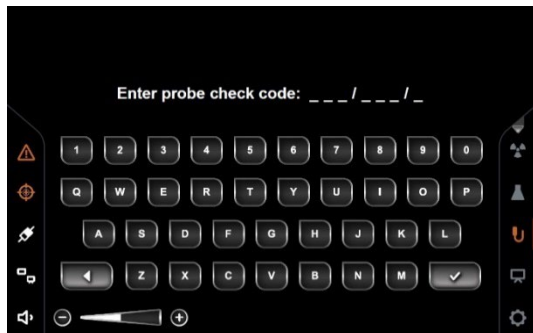 Enter probe check code: _ _ _ / _ _ _ / _
1 2 3 4 5 6 7 8 9 0
Q W E R T Y U I O P
A S D F G H J K L
Z X C V B N M